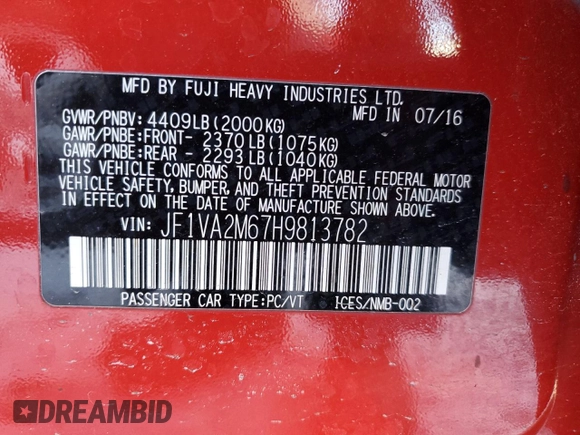 MFD BY FUJI HEAVY INDUSTRIES LTD.
MFD IN 07/16
GVWR/PNBV: 4409LB(2000KG)
GAWR/PNBE:FRONT- 2370LB(1075KG)
GAWR/PNBE:REAR - 2293LB(1040KG)
THIS VEHICLE CONFORMS TO ALL APPLICABLE FEDERAL MOTOR
VEHICLE SAFETY, BUMPER, AND THEFT PREVENTION STANDARDS
IN EFFECT ON THE DATE OF MANUFACTURE SHOWN ABOVE.
VIN: JF1VA2M67H9813782
PASSENGER CAR TYPE:PC/VT ICES/NMB-002
DREAMBID